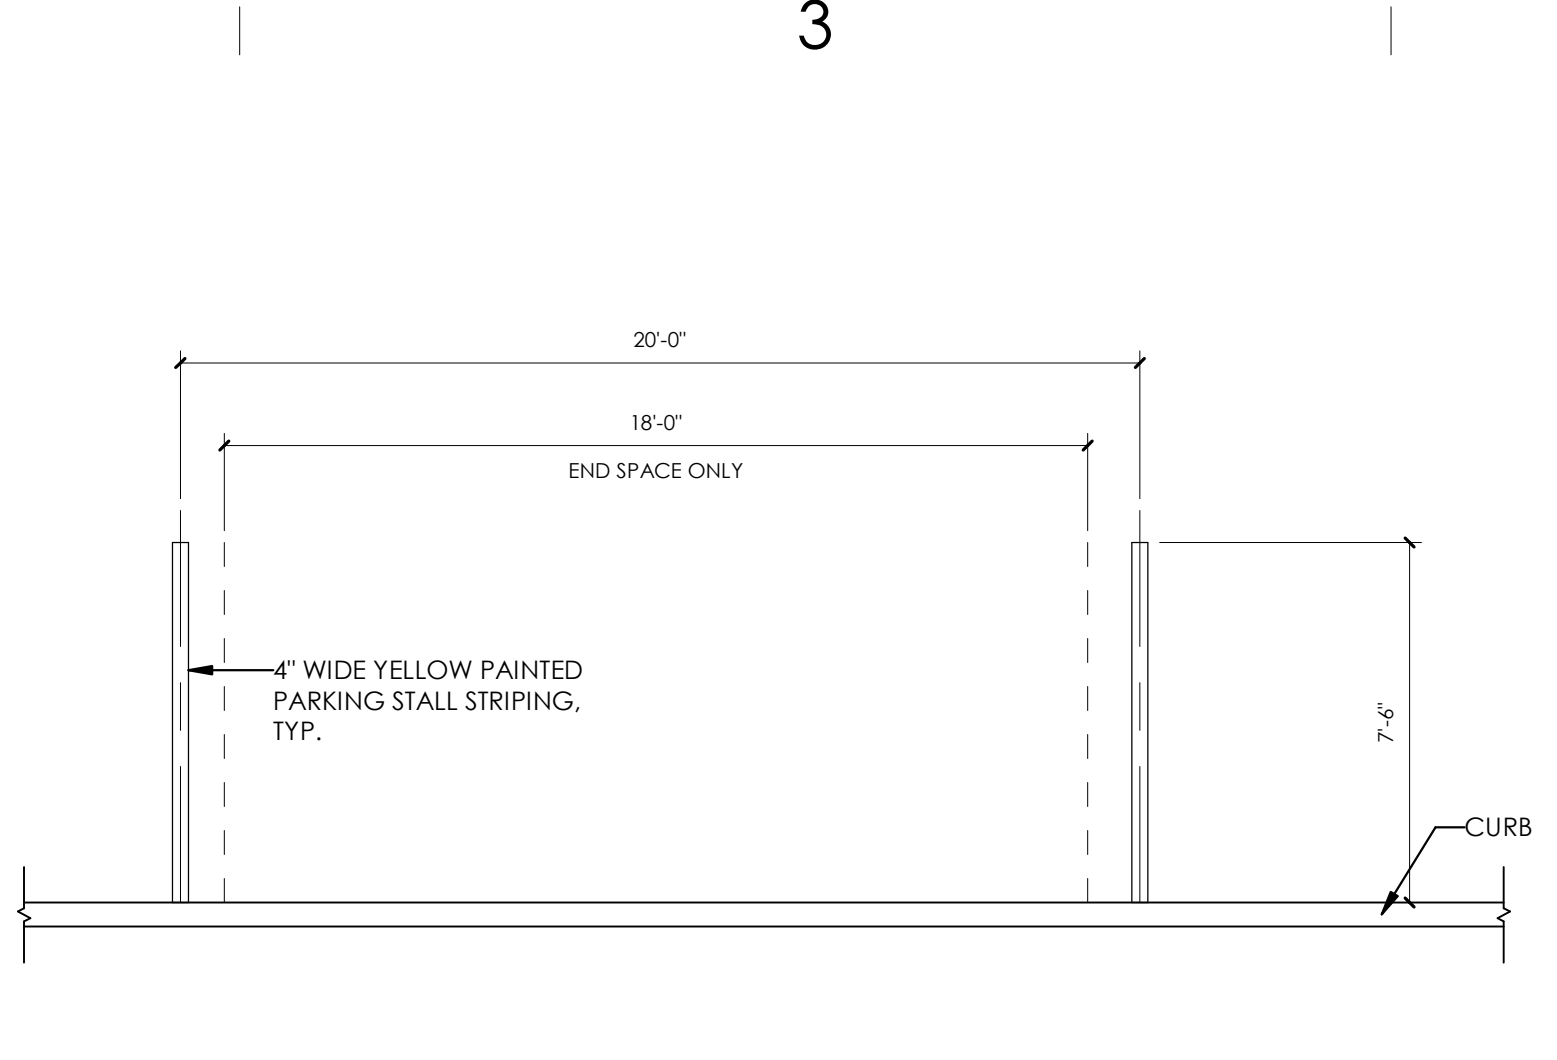 3
20'-0"
18'-0"
END SPACE ONLY
4" WIDE YELLOW PAINTED
PARKING STALL STRIPING,
TYP.
7'-6"
CURB